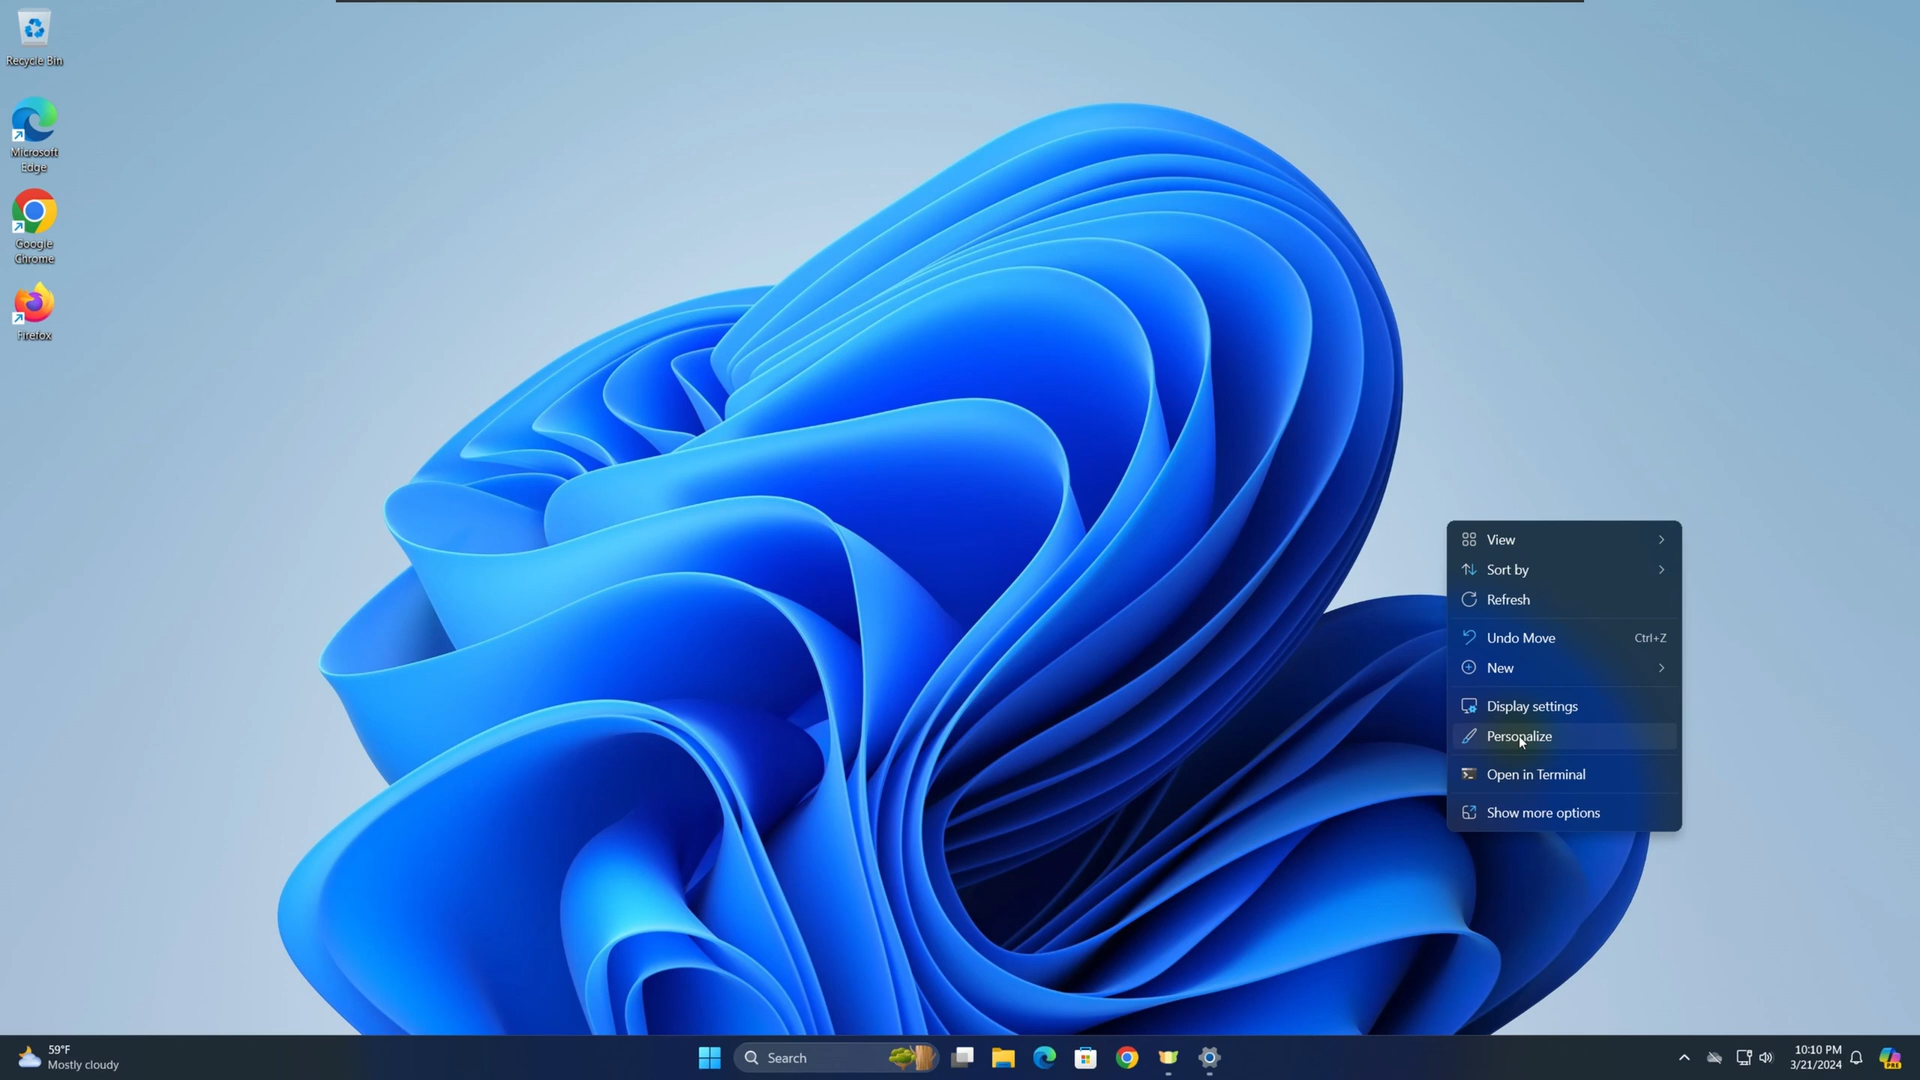 Recycle Bin
Microsoft
Edge
Google
Chrome
Firefox
View
Sort by
Refresh
Undo Move Ctrl+Z
New
Display settings
Personalize
Open in Terminal
Show more options
59°F
Mostly cloudy
Search
10:10 PM
3/21/2024
PRE